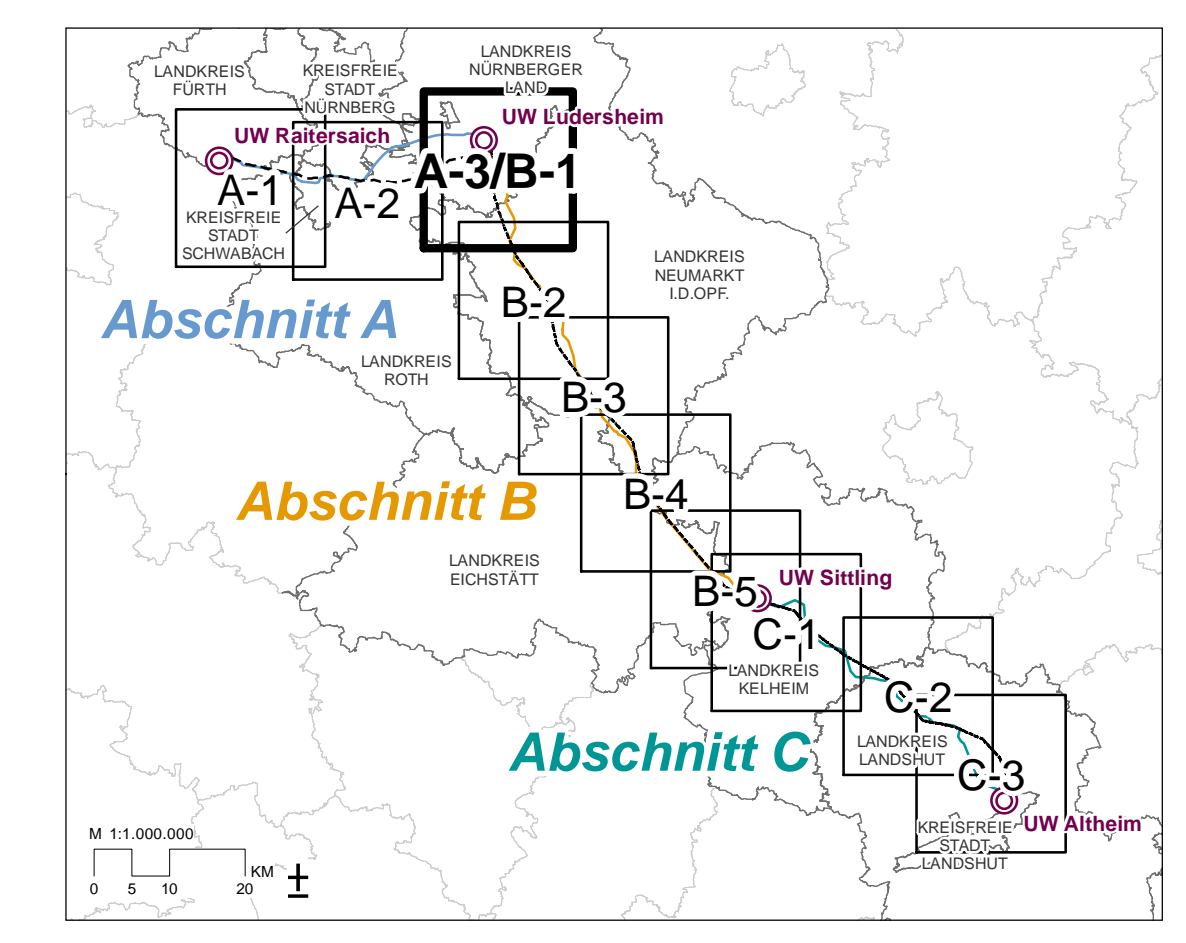 LANDKREIS
FÜRTH
KREISFREIE
STADT
NÜRNBERG
LANDKREIS
NÜRNBERGER
LAND
UW Raitersaich
UW Ludersheim
A-1
A-2
A-3/B-1
KREISFREIE
STADT
SCHWABACH
LANDKREIS
NEUMARKT
I.D.OPF.
B-2
Abschnitt A
LANDKREIS
ROTH
B-3
Abschnitt B
B-4
LANDKREIS
EICHSTÄTT
B-5
UW Sittling
C-1
LANDKREIS
KELHEIM
C-2
Abschnitt C
LANDKREIS
LANDSHUT
C-3
UW Altheim
KREISFREIE
STADT
LANDSHUT
M 1:1.000.000
KM
0 5 10 20